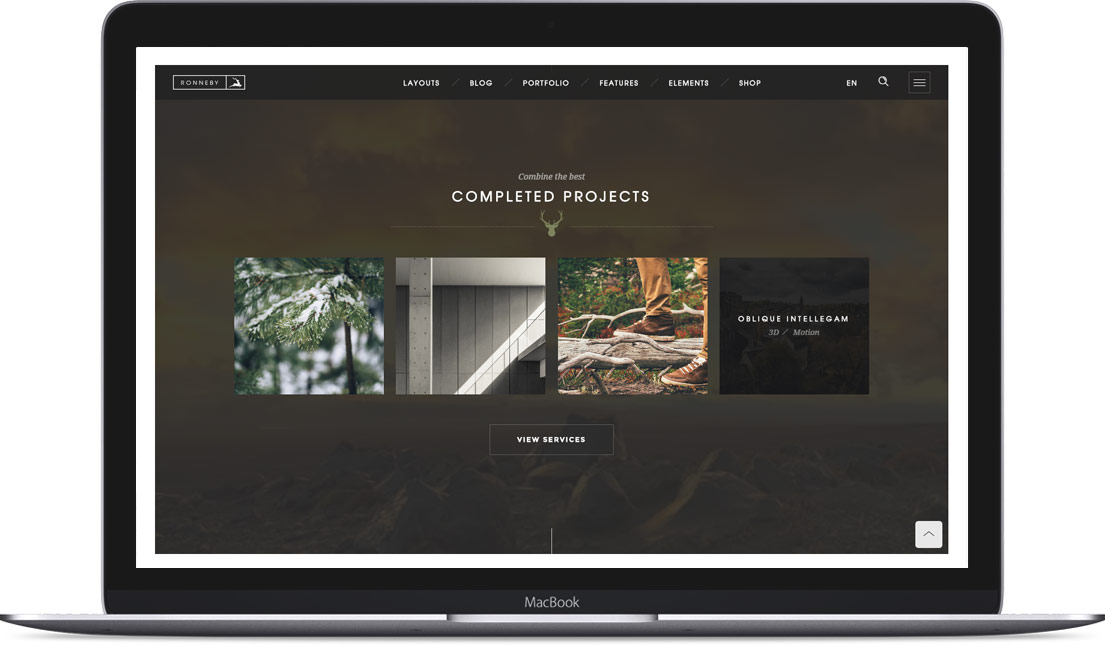 RONNEBY
LAYOUTS / BLOG / PORTFOLIO / FEATURES / ELEMENTS / SHOP
EN
Combine the best
COMPLETED PROJECTS
OBLIQUE INTELLEGAM
3D / Motion
VIEW SERVICES
MacBook